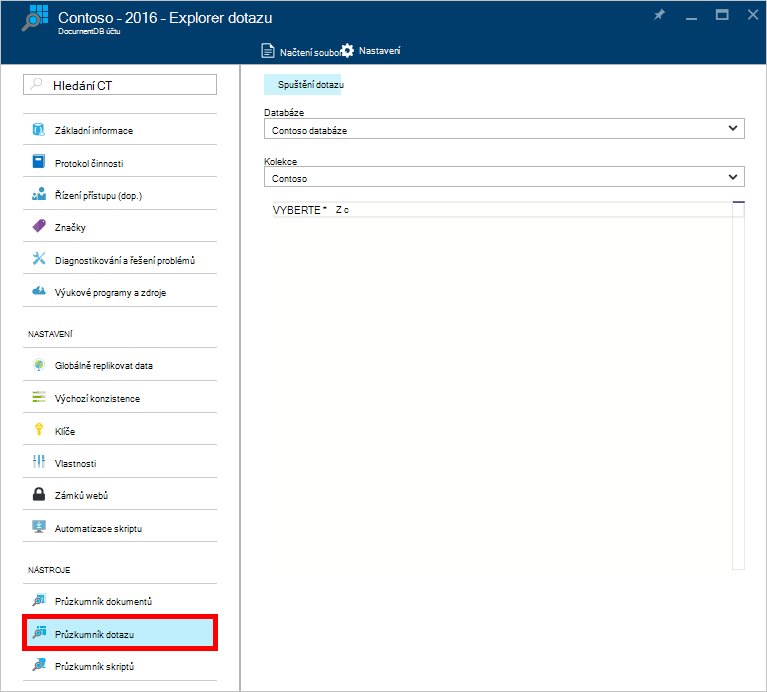 Contoso - 2016 - Explorer dotazu
DocumentDB účtu
Načtení soubor Nastavení
Hledání CT
Základní informace
Protokol činnosti
Řízení přístupu (dop.)
Značky
Diagnostikování a řešení problémů
Výukové programy a zdroje
NASTAVENÍ
Globálně replikovat data
Výchozí konzistence
Klíče
Vlastnosti
Zámků webů
Automatizace skriptu
NÁSTROJE
Průzkumník dokumentů
Průzkumník dotazu
Průzkumník skriptů
Spuštění dotazu
Databáze
Contoso databáze
Kolekce
Contoso
VYBERTE * Z c